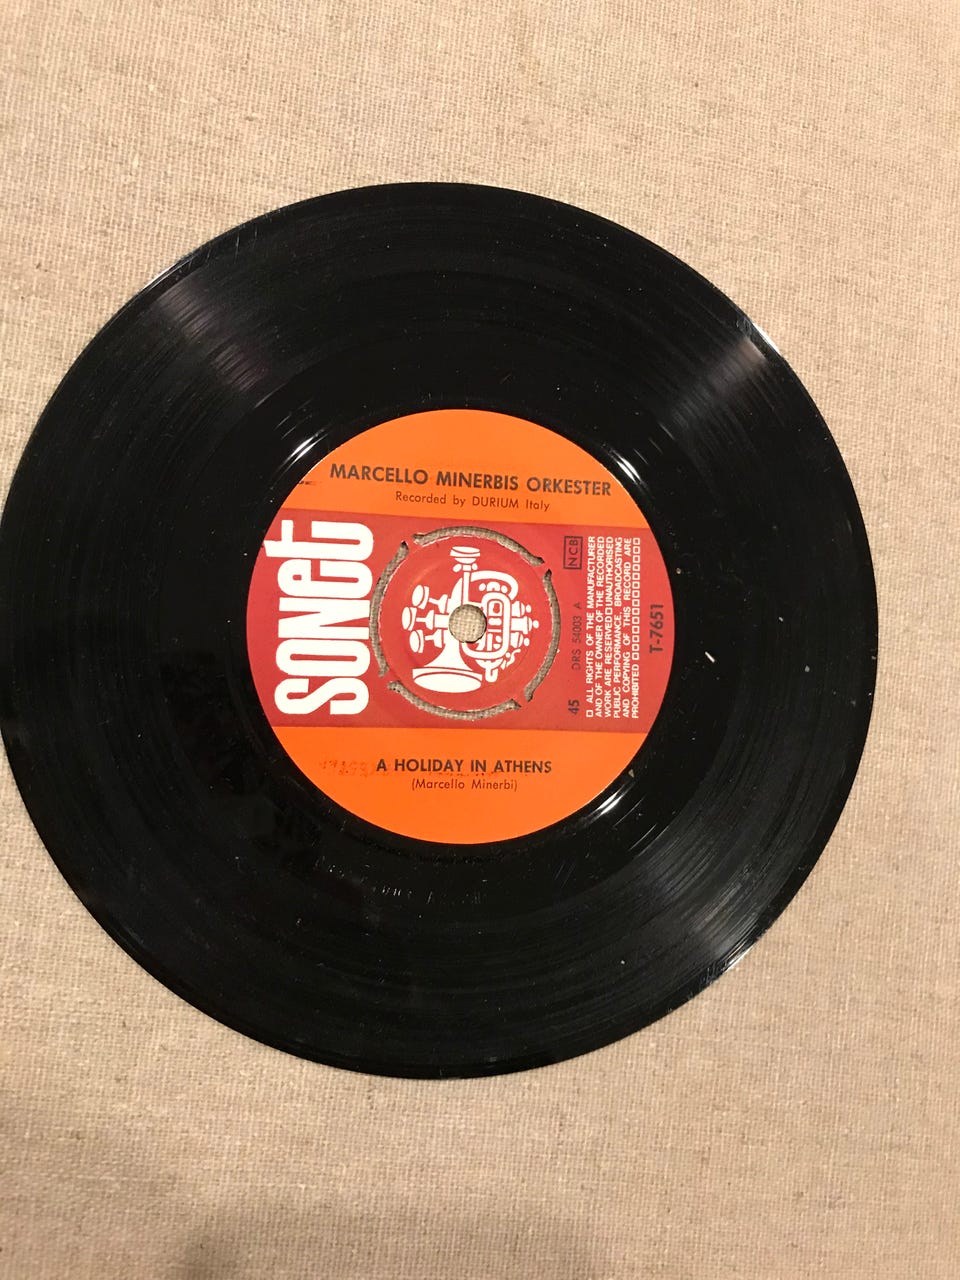 MARCELLO MINERBIS ORKESTER
Recorded by DURIUM Italy
SONET
NCB
45 DRS 54003 A
□ ALL RIGHTS OF THE MANUFACTURER
AND OF THE OWNER OF THE RECORDED
WORK ARE RESERVED □ UNAUTHORISED
PUBLIC PERFORMANCE, BROADCASTING
AND COPYING OF THIS RECORD ARE
PROHIBITED □□□□□□□□□□
T-7651
A HOLIDAY IN ATHENS
(Marcello Minerbi)